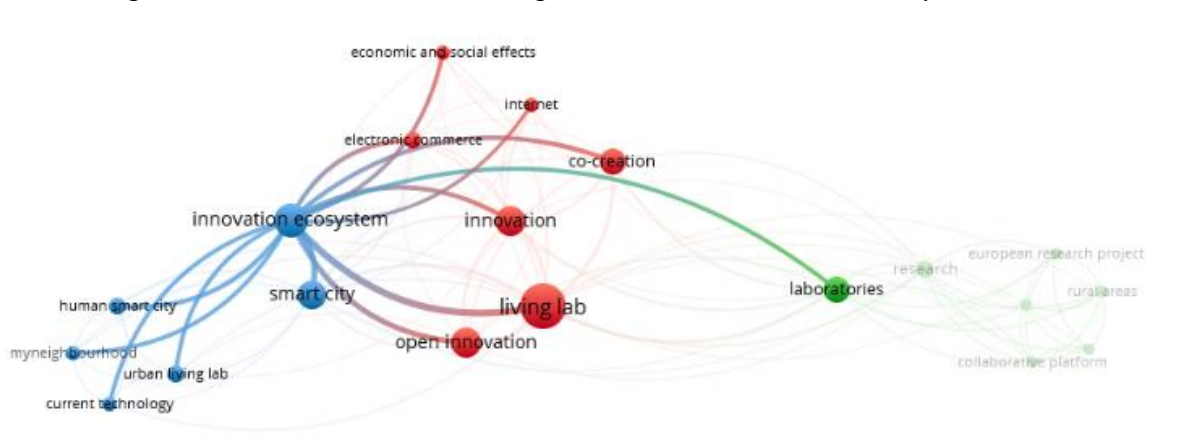 economic and social effects
internet
electronic commerce
co-creation
innovation ecosystem
innovation
european research project
research
laboratories
rural areas
smart city
human smart city
living lab
open innovation
myneighbourhood
collaborative platform
urban living lab
current technology